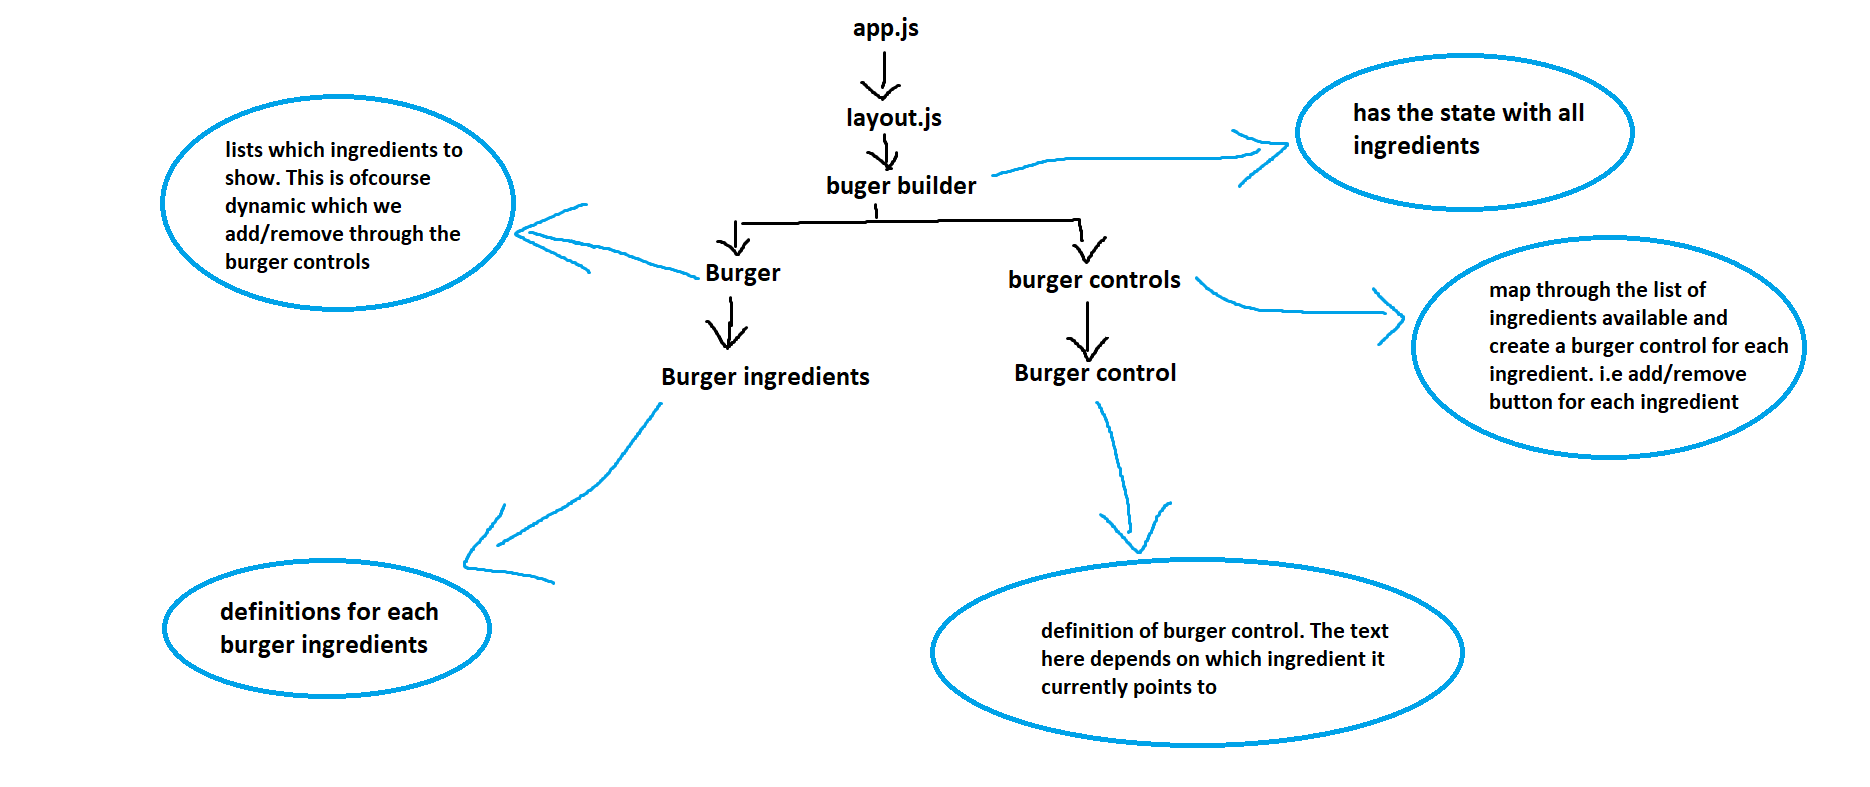 app.js
layout.js
buger builder
has the state with all
ingredients
lists which ingredients to
show. This is ofcourse
dynamic which we
add/remove through the
burger controls
Burger
burger controls
map through the list of
ingredients available and
create a burger control for each
ingredient. i.e add/remove
button for each ingredient
Burger ingredients
Burger control
definitions for each
burger ingredients
definition of burger control. The text
here depends on which ingredient it
currently points to